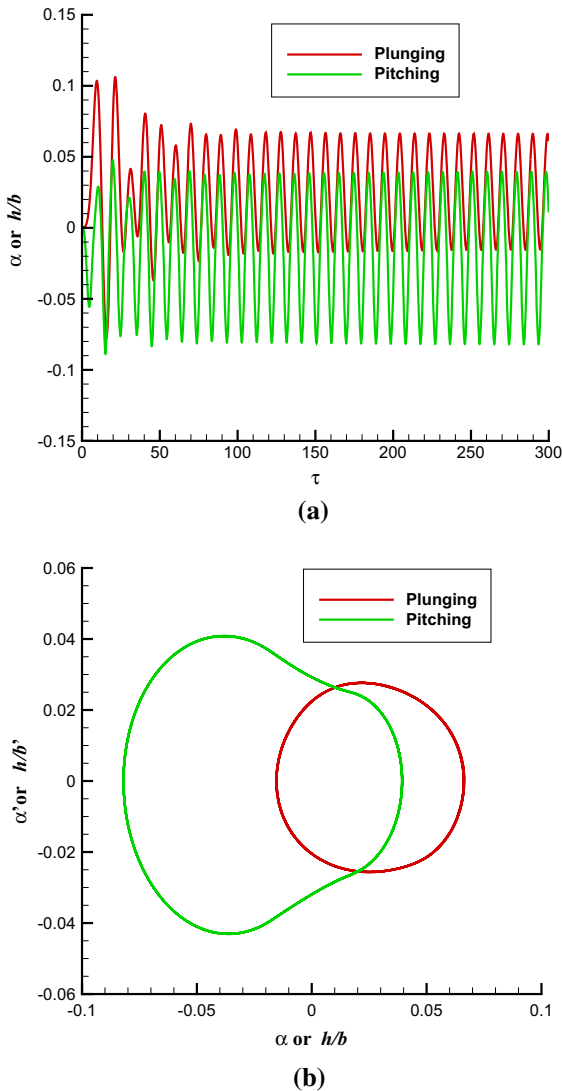 0.15
0.1
0.05
0
-0.05
-0.1
-0.15
α or h/b
Plunging
Pitching
0 50 100 150 200 250 300
τ
(a)
0.06
0.04
0.02
0
-0.02
-0.04
-0.06
α' or h/b'
Plunging
Pitching
-0.1 -0.05 0 0.05 0.1
α or h/b
(b)